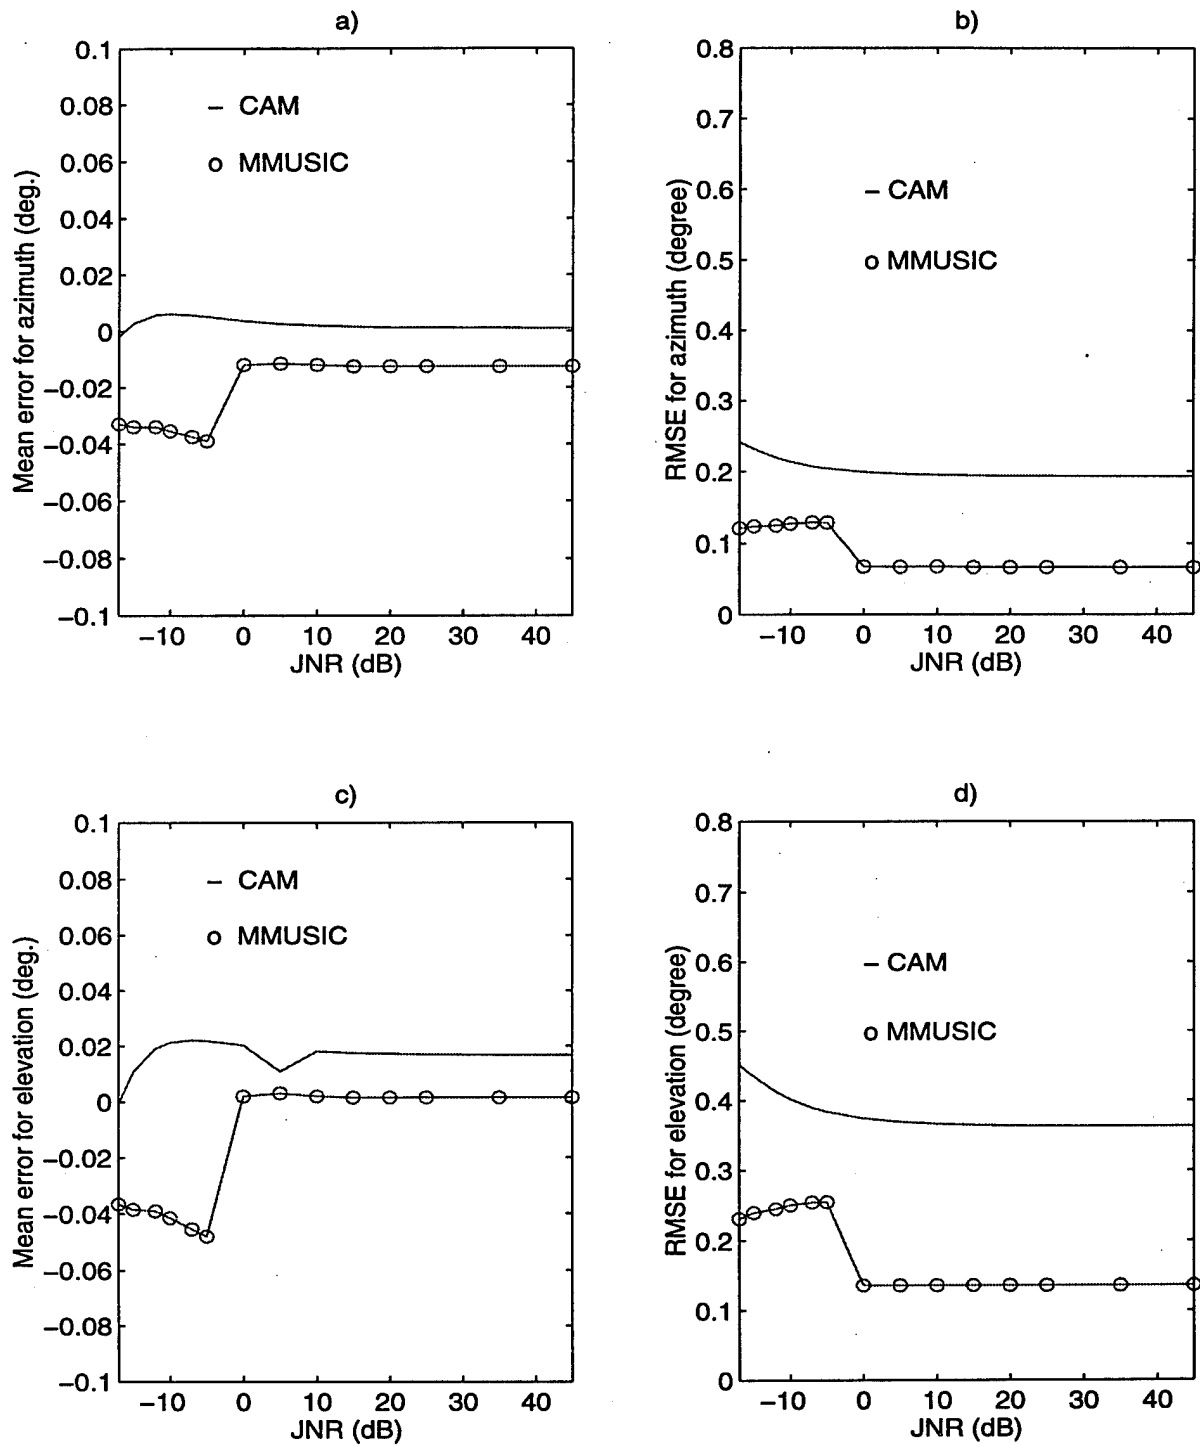 a)
0.1
0.08
0.06
0.04
0.02
0
−0.02
−0.04
−0.06
−0.08
−0.1
Mean error for azimuth (deg.)
− CAM
o MMUSIC
−10 0 10 20 30 40
JNR (dB)
b)
0.8
0.7
0.6
0.5
0.4
0.3
0.2
0.1
0
RMSE for azimuth (degree)
− CAM
o MMUSIC
−10 0 10 20 30 40
JNR (dB)
c)
0.1
0.08
0.06
0.04
0.02
0
−0.02
−0.04
−0.06
−0.08
−0.1
Mean error for elevation (deg.)
− CAM
o MMUSIC
−10 0 10 20 30 40
JNR (dB)
d)
0.8
0.7
0.6
0.5
0.4
0.3
0.2
0.1
0
RMSE for elevation (degree)
− CAM
o MMUSIC
−10 0 10 20 30 40
JNR (dB)